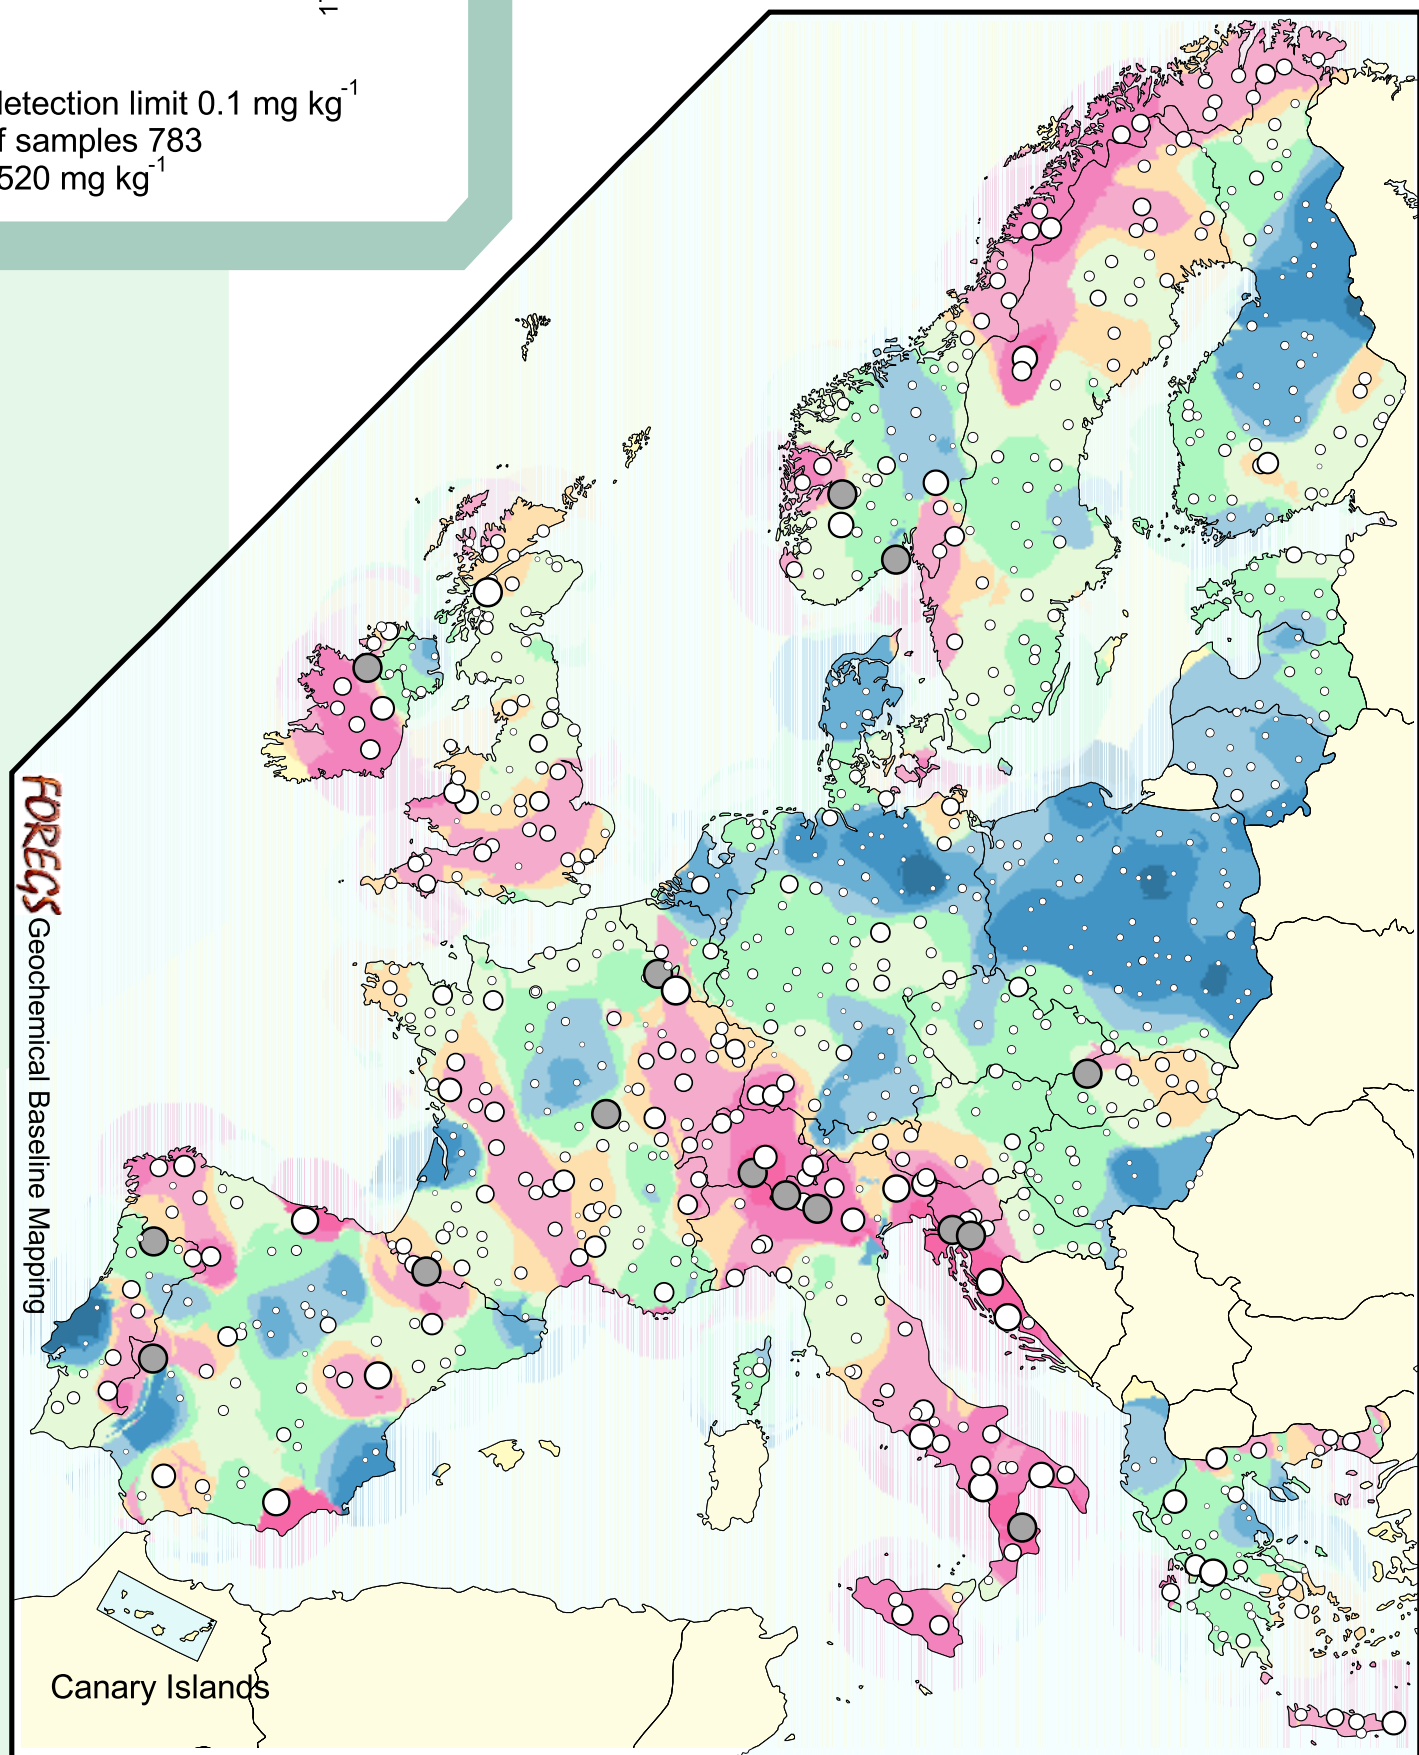 detection limit 0.1 mg kg-1
f samples 783
520 mg kg-1
FOREGS Geochemical Baseline Mapping
Canary Islands